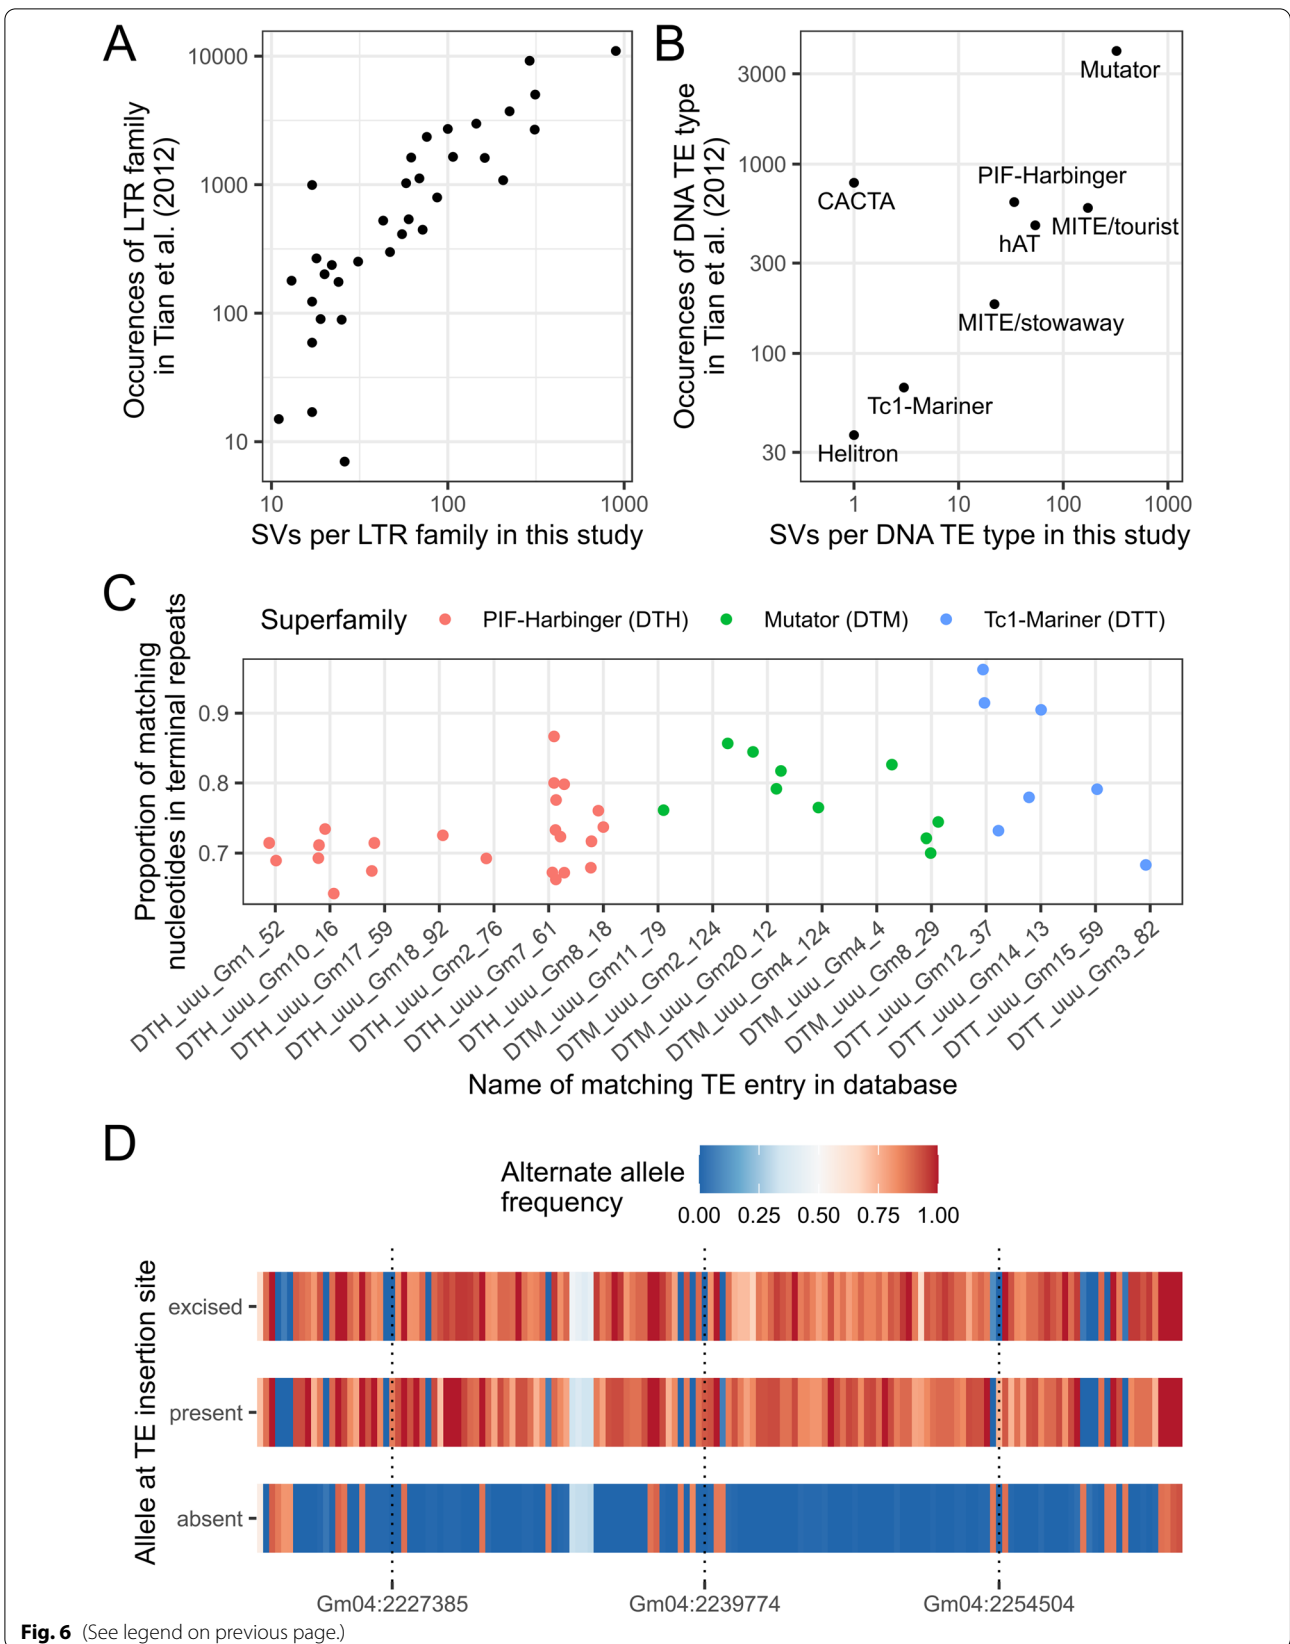 A
Occurences of LTR family
in Tian et al. (2012)
10000
1000
100
10
10 100 1000
SVs per LTR family in this study
B
Occurences of DNA TE type
in Tian et al. (2012)
3000
1000
300
100
30
Mutator
PIF-Harbinger
CACTA
MITE/tourist
hAT
MITE/stowaway
Tc1-Mariner
Helitron
1 10 100 1000
SVs per DNA TE type in this study
C
Superfamily PIF-Harbinger (DTH) Mutator (DTM) Tc1-Mariner (DTT)
Proportion of matching
nucleotides in terminal repeats
0.9
0.8
0.7
DTH_uuu_Gm1_52
DTH_uuu_Gm10_16
DTH_uuu_Gm17_59
DTH_uuu_Gm18_92
DTH_uuu_Gm2_76
DTH_uuu_Gm7_61
DTH_uuu_Gm8_18
DTM_uuu_Gm11_79
DTM_uuu_Gm2_124
DTM_uuu_Gm20_12
DTM_uuu_Gm4_124
DTM_uuu_Gm4_4
DTM_uuu_Gm8_29
DTT_uuu_Gm12_37
DTT_uuu_Gm14_13
DTT_uuu_Gm15_59
DTT_uuu_Gm3_82
Name of matching TE entry in database
D
Alternate allele
frequency
0.00 0.25 0.50 0.75 1.00
Allele at TE insertion site
excised
present
absent
Gm04:2227385 Gm04:2239774 Gm04:2254504
Fig. 6 (See legend on previous page.)